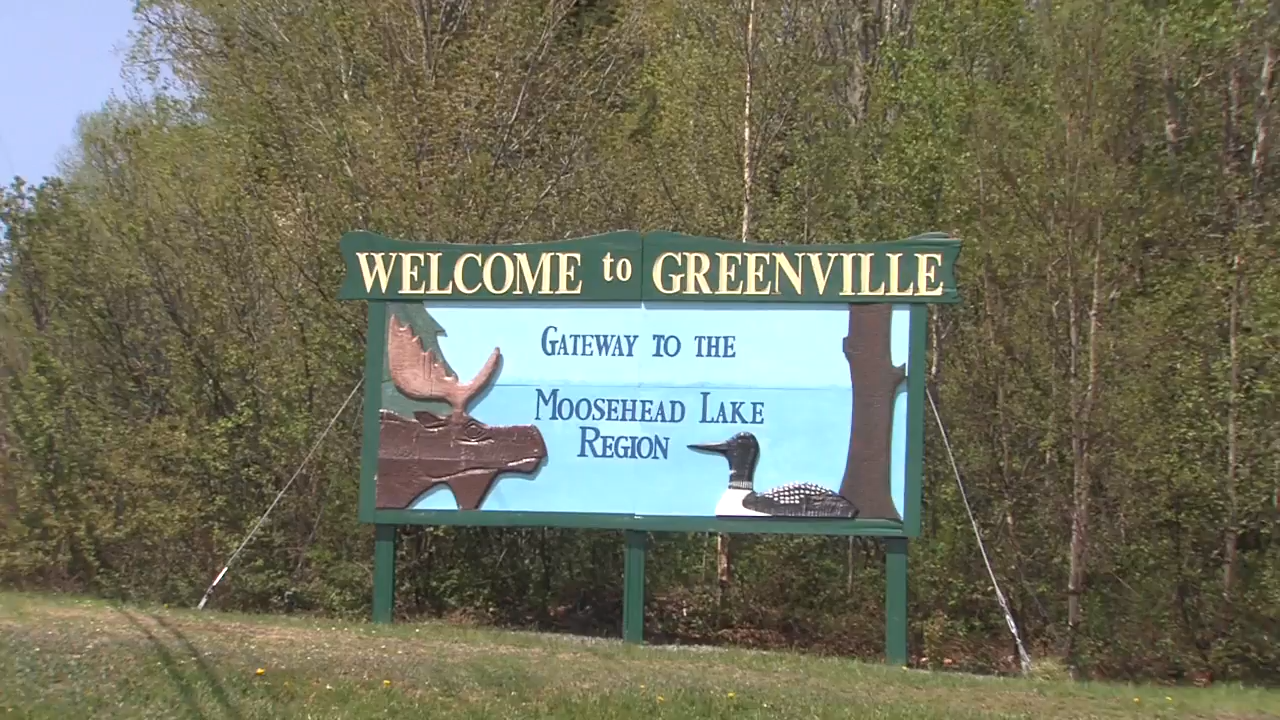 WELCOME to GREENVILLE
GATEWAY TO THE
MOOSEHEAD LAKE
REGION